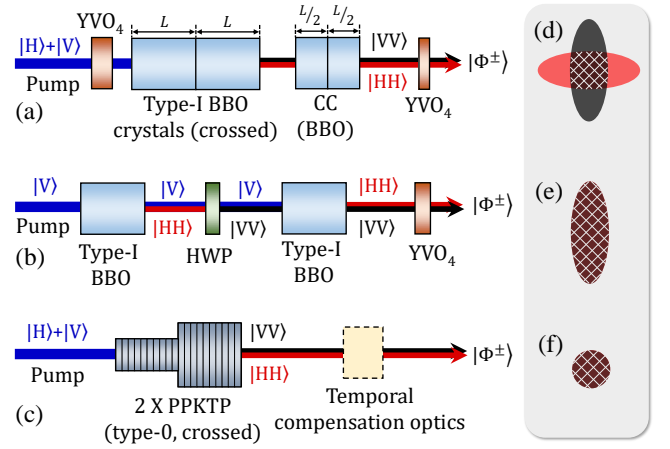 YVO₄
L
L
L/2
L/2
|H⟩+|V⟩
|VV⟩
|Φ±⟩
Pump
|HH⟩
(a)
Type-I BBO
crystals (crossed)
CC
(BBO)
YVO₄
(d)
|V⟩
|V⟩
|V⟩
|HH⟩
|Φ±⟩
Pump
|HH⟩
|VV⟩
|VV⟩
(b)
Type-I
BBO
HWP
Type-I
BBO
YVO₄
(e)
|H⟩+|V⟩
|VV⟩
|Φ±⟩
Pump
|HH⟩
(c)
2 X PPKTP
(type-0, crossed)
Temporal
compensation optics
(f)